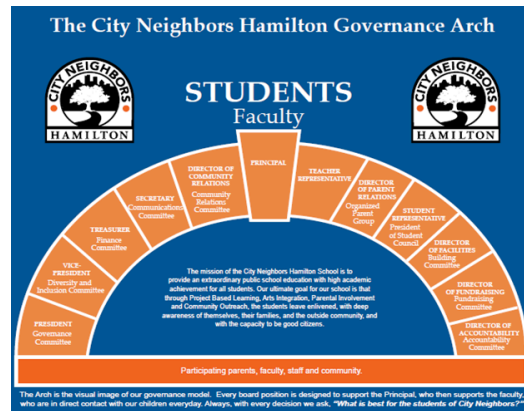 The City Neighbors Hamilton Governance Arch
CITY NEIGHBORS
HAMILTON
STUDENTS
Faculty
CITY NEIGHBORS
HAMILTON
PRESIDENT
Governance
Committee
VICE-
PRESIDENT
Diversity and
Inclusion Committee
TREASURER
Finance
Committee
SECRETARY
Communications
Committee
DIRECTOR OF
COMMUNITY
RELATIONS
Community
Relations
Committee
PRINCIPAL
TEACHER
REPRESENTATIVE
DIRECTOR
OF PARENT
RELATIONS
Organized
Parent
Group
STUDENT
REPRESENTATIVE
President
of Student
Council
DIRECTOR
OF FACILITIES
Building
Committee
DIRECTOR
OF FUNDRAISING
Fundraising
Committee
DIRECTOR OF
ACCOUNTABILITY
Accountability
Committee
The mission of the City Neighbors Hamilton School is to
provide an extraordinary public school education with high academic
achievement for all students. Our ultimate goal for our school is that
through Project Based Learning, Arts Integration, Parental Involvement
and Community Outreach, the students leave enlivened, with deep
awareness of themselves, their families, and the outside community, and
with the capacity to be good citizens.
Participating parents, faculty, staff and community.
The Arch is the visual image of our governance model. Every board position is designed to support the Principal, who then supports the faculty,
who are in direct contact with our children everyday. Always, with every decision we ask, "What is best for the students of City Neighbors?"